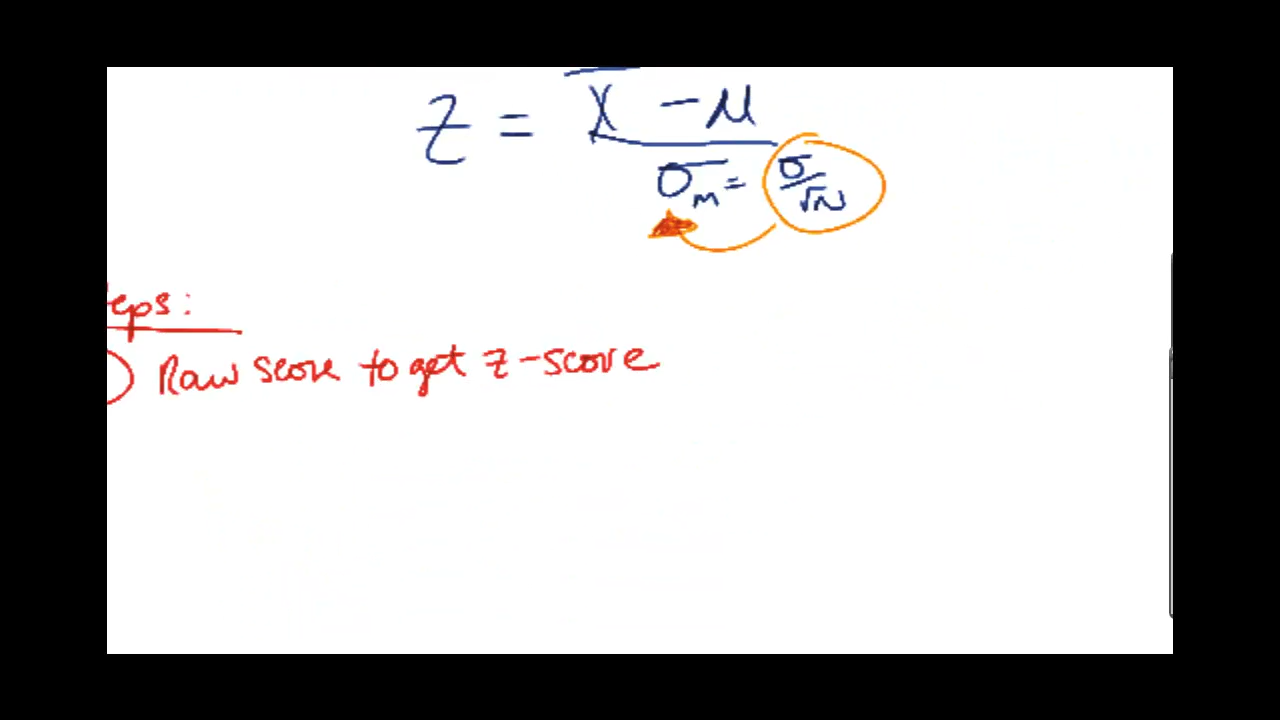 Z = X̄ - μ
σm = σ/√N
eps:
) Raw score to get z-score